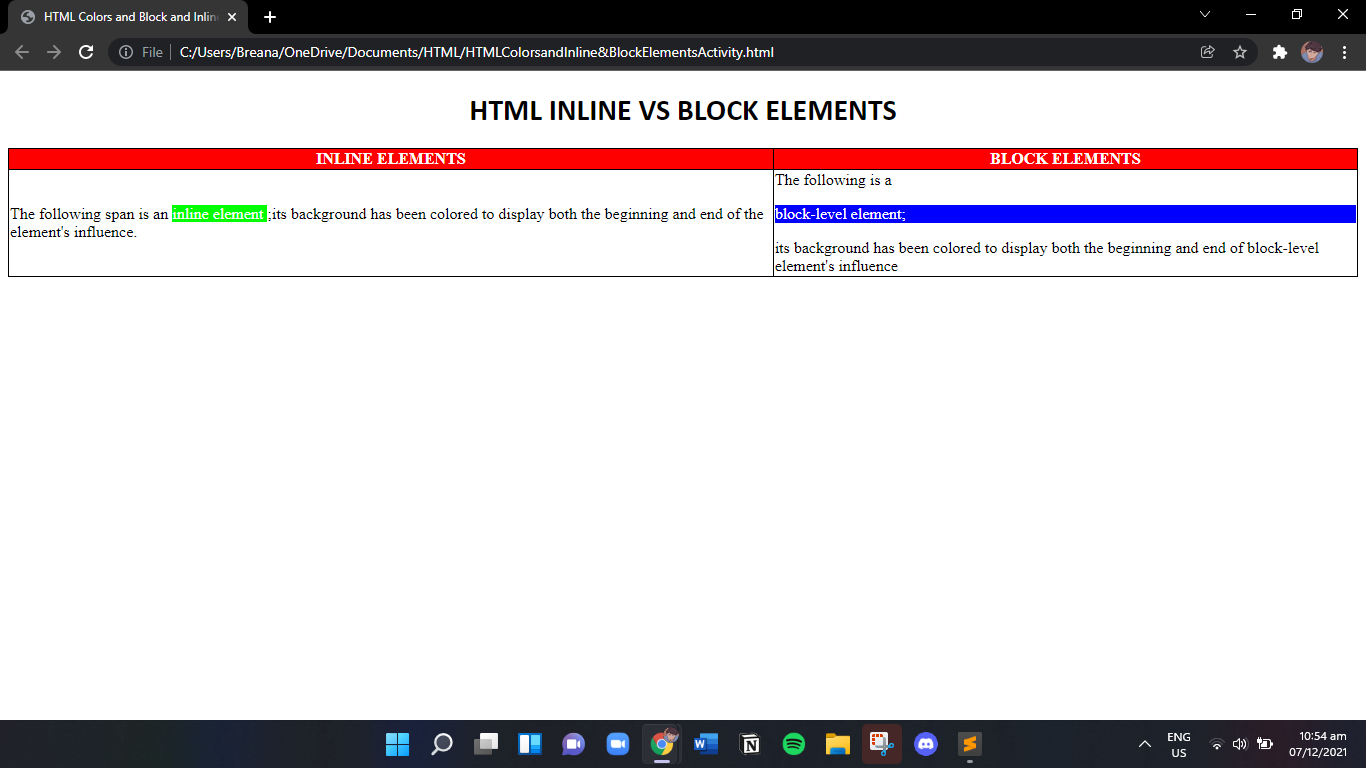 HTML Colors and Block and Inlin
File
C:/Users/Breana/OneDrive/Documents/HTML/HTMLColorsandInline&BlockElementsActivity.html
HTML INLINE VS BLOCK ELEMENTS
INLINE ELEMENTS
The following span is an inline element ;its background has been colored to display both the beginning and end of the
element's influence.
BLOCK ELEMENTS
The following is a
block-level element;
its background has been colored to display both the beginning and end of block-level
element's influence
ENG
US
10:54 am
07/12/2021